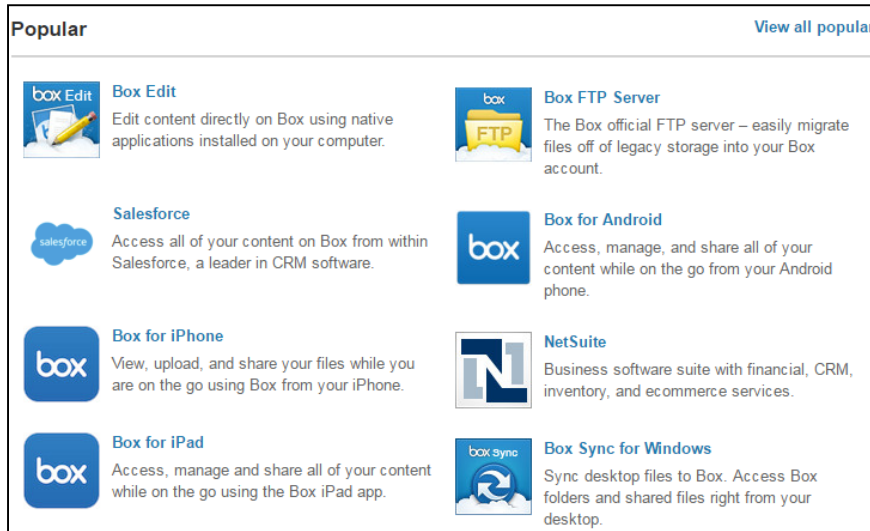 Popular
View all popular
box Edit
Box Edit
Edit content directly on Box using native
applications installed on your computer.
box
FTP
Box FTP Server
The Box official FTP server – easily migrate
files off of legacy storage into your Box
account.
salesforce
Salesforce
Access all of your content on Box from within
Salesforce, a leader in CRM software.
box
Box for Android
Access, manage, and share all of your
content while on the go from your Android
phone.
box
Box for iPhone
View, upload, and share your files while you
are on the go using Box from your iPhone.
N
NetSuite
Business software suite with financial, CRM,
inventory, and ecommerce services.
box
Box for iPad
Access, manage and share all of your content
while on the go using the Box iPad app.
box sync
Box Sync for Windows
Sync desktop files to Box. Access Box
folders and shared files right from your
desktop.